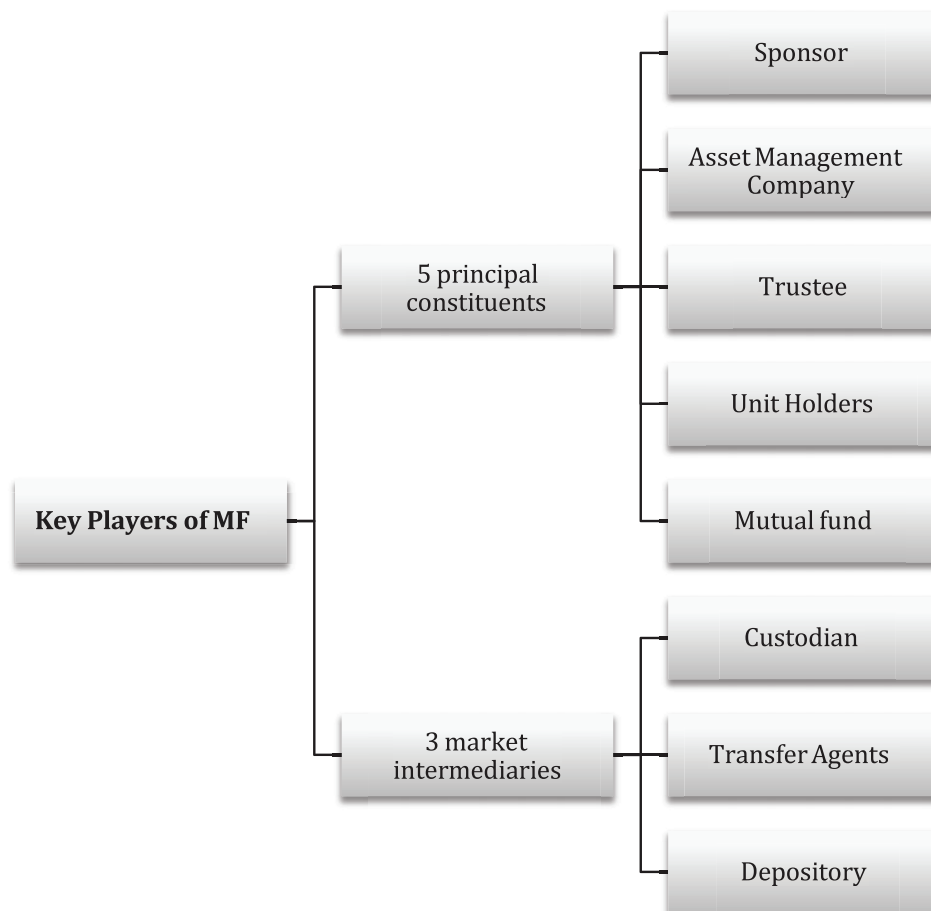 Key Players of MF
5 principal
constituents
Sponsor
Asset Management
Company
Trustee
Unit Holders
Mutual fund
3 market
intermediaries
Custodian
Transfer Agents
Depository